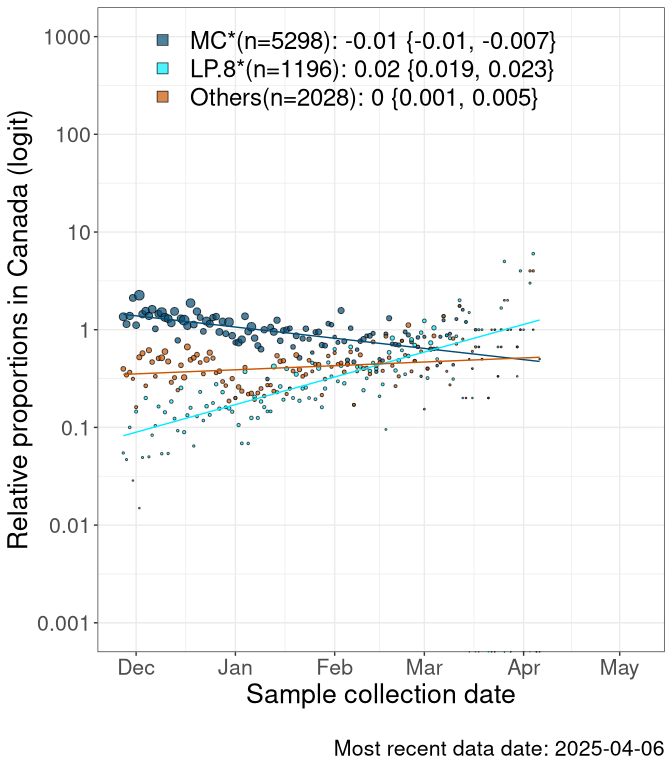 MC*(n=5298): -0.01 {-0.01, -0.007}
LP.8*(n=1196): 0.02 {0.019, 0.023}
Others(n=2028): 0 {0.001, 0.005}
Relative proportions in Canada (logit)
1000
100
10
1
0.1
0.01
0.001
Dec Jan Feb Mar Apr May
Sample collection date
Most recent data date: 2025-04-06